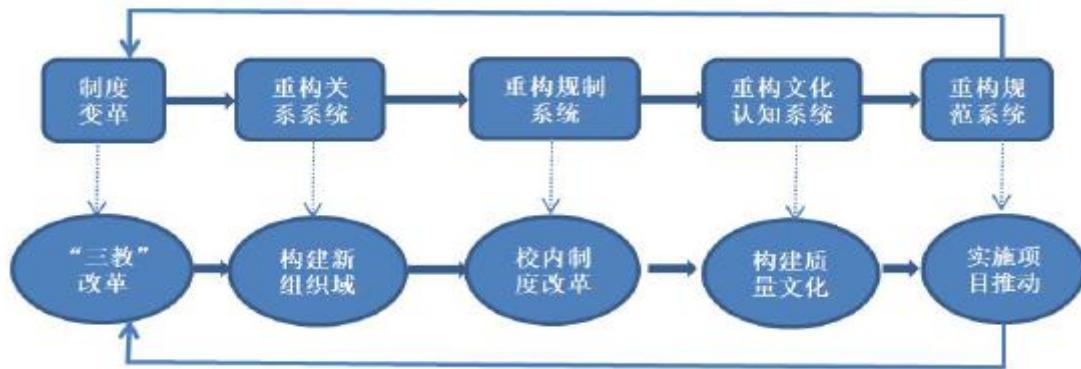 制度
变革
重构关
系系统
重构规制
系统
重构文化
认知系统
重构规
范系统
“三教”
改革
构建新
组织域
校内制
度改革
构建质
量文化
实施项
目推动